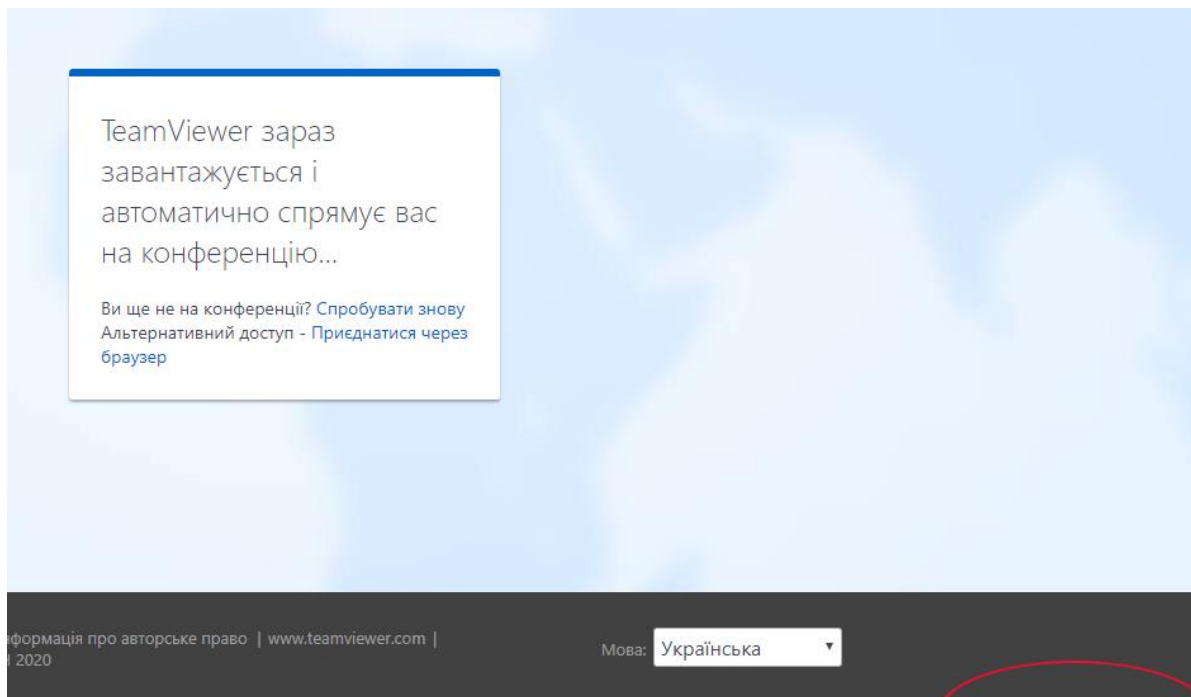 TeamViewer зараз
завантажується і
автоматично спрямує вас
на конференцію...
Ви ще не на конференції? Спробувати знову
Альтернативний доступ - Приєднатися через
браузер
про авторське право | www.teamviewer.com |
2020
Мова: Українська